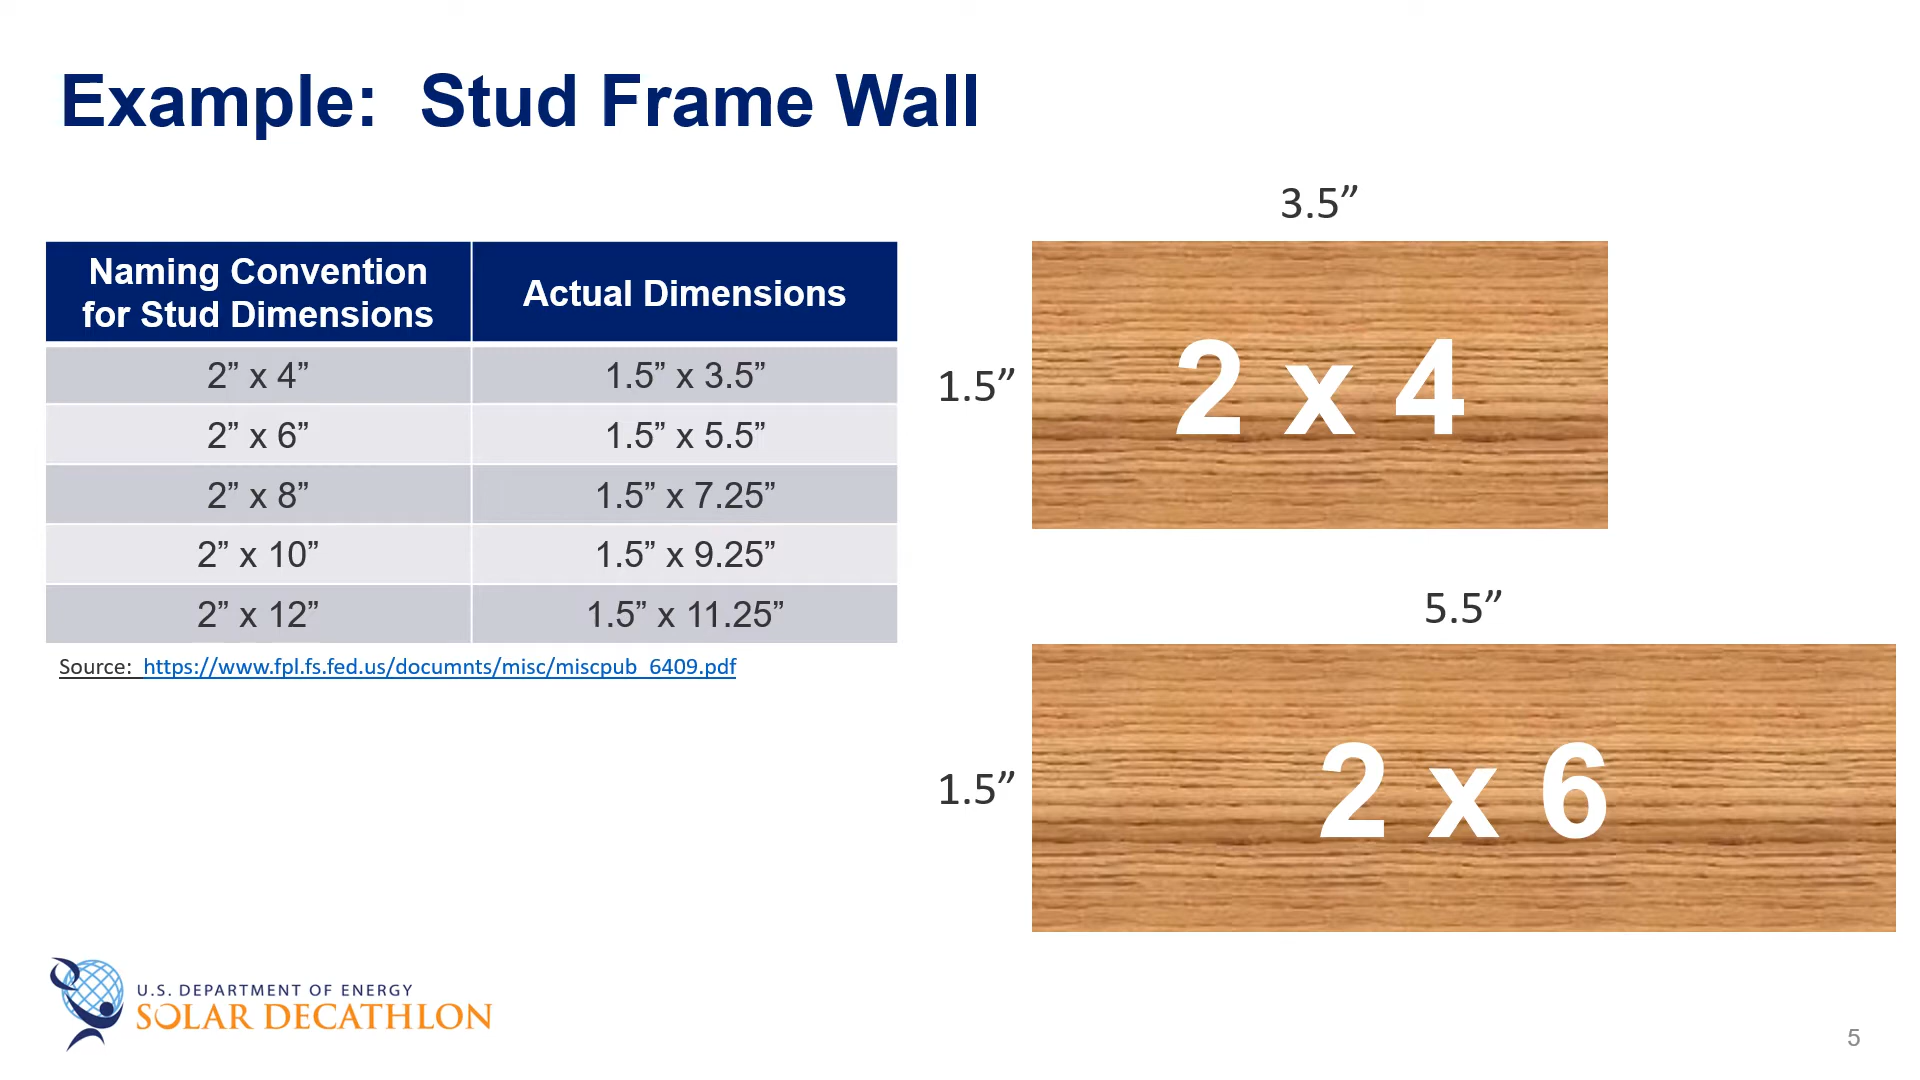 Example:  Stud Frame Wall
Naming Convention
for Stud Dimensions
Actual Dimensions
2” x 4”
1.5” x 3.5”
2” x 6”
1.5” x 5.5”
2” x 8”
1.5” x 7.25”
2” x 10”
1.5” x 9.25”
2” x 12”
1.5” x 11.25”
Source:  https://www.fpl.fs.fed.us/documnts/misc/miscpub_6409.pdf
3.5”
1.5”
2 x 4
5.5”
1.5”
2 x 6
U.S. DEPARTMENT OF ENERGY
SOLAR DECATHLON
5